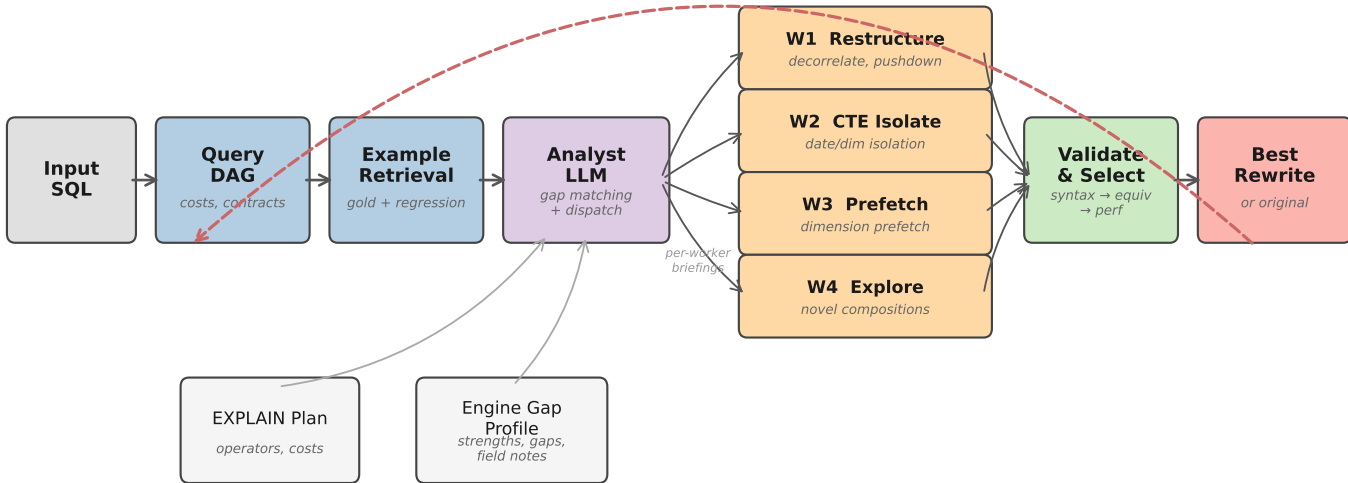 Input
SQL
Query
DAG
costs, contracts
Example
Retrieval
gold + regression
Analyst
LLM
gap matching
+ dispatch
per-worker
briefings
W1  Restructure
decorrelate, pushdown
W2  CTE Isolate
date/dim isolation
W3  Prefetch
dimension prefetch
W4  Explore
novel compositions
Validate
& Select
syntax → equiv
→ perf
Best
Rewrite
or original
EXPLAIN Plan
operators, costs
Engine Gap
Profile
strengths, gaps,
field notes